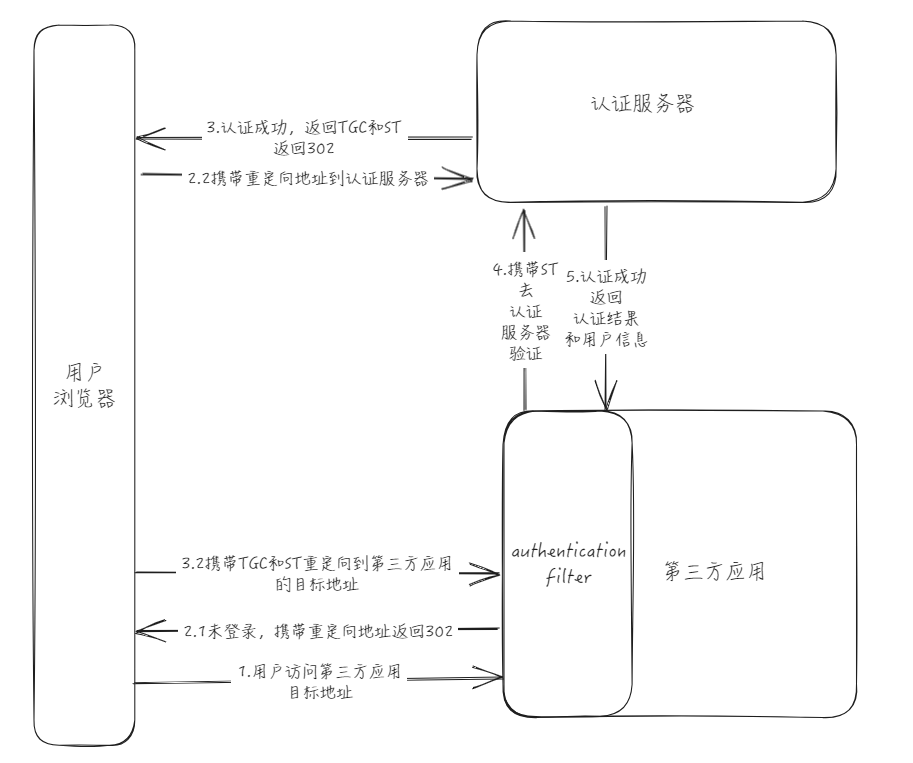 认证服务器
3.认证成功，返回TGC和ST
返回302
2.2携带重定向地址到认证服务器
4.携带ST
去
认证
服务器
验证
5.认证成功
返回
认证结果
和用户信息
用户
浏览器
authentication
filter
第三方应用
3.2携带TGC和ST重定向到第三方应用
的目标地址
2.1未登录，携带重定向地址返回302
1.用户访问第三方应用
目标地址